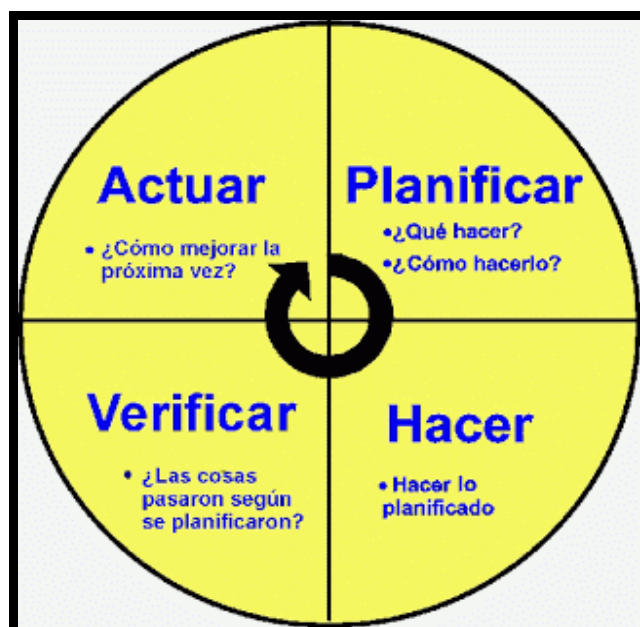 Actuar
• ¿Cómo mejorar la
próxima vez?
Planificar
•¿Qué hacer?
•¿Cómo hacerlo?
Verificar
• ¿Las cosas
pasaron según
se planificaron?
Hacer
• Hacer lo
planificado